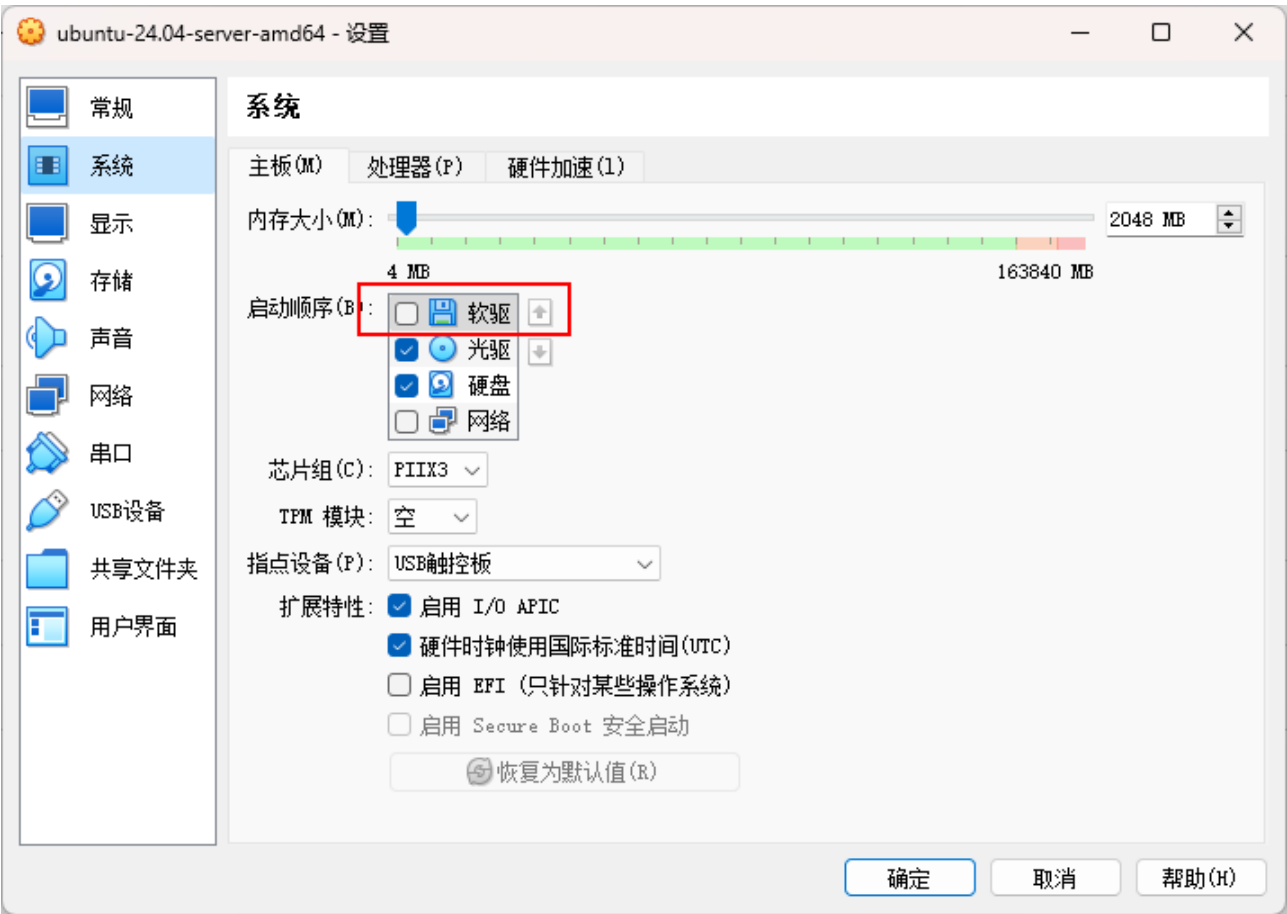 ubuntu-24.04-server-amd64 - 设置
常规
系统
显示
存储
声音
网络
串口
USB设备
共享文件夹
用户界面
系统
主板(M) 处理器(P) 硬件加速(l)
内存大小(M): 2048 MB
4 MB 163840 MB
启动顺序(B): 软驱
光驱
硬盘
网络
芯片组(C): PIIX3
TPM 模块: 空
指点设备(P): USB触控板
扩展特性: 启用 I/O APIC
硬件时钟使用国际标准时间(UTC)
启用 EFI (只针对某些操作系统)
启用 Secure Boot 安全启动
恢复为默认值(R)
确定 取消 帮助(H)